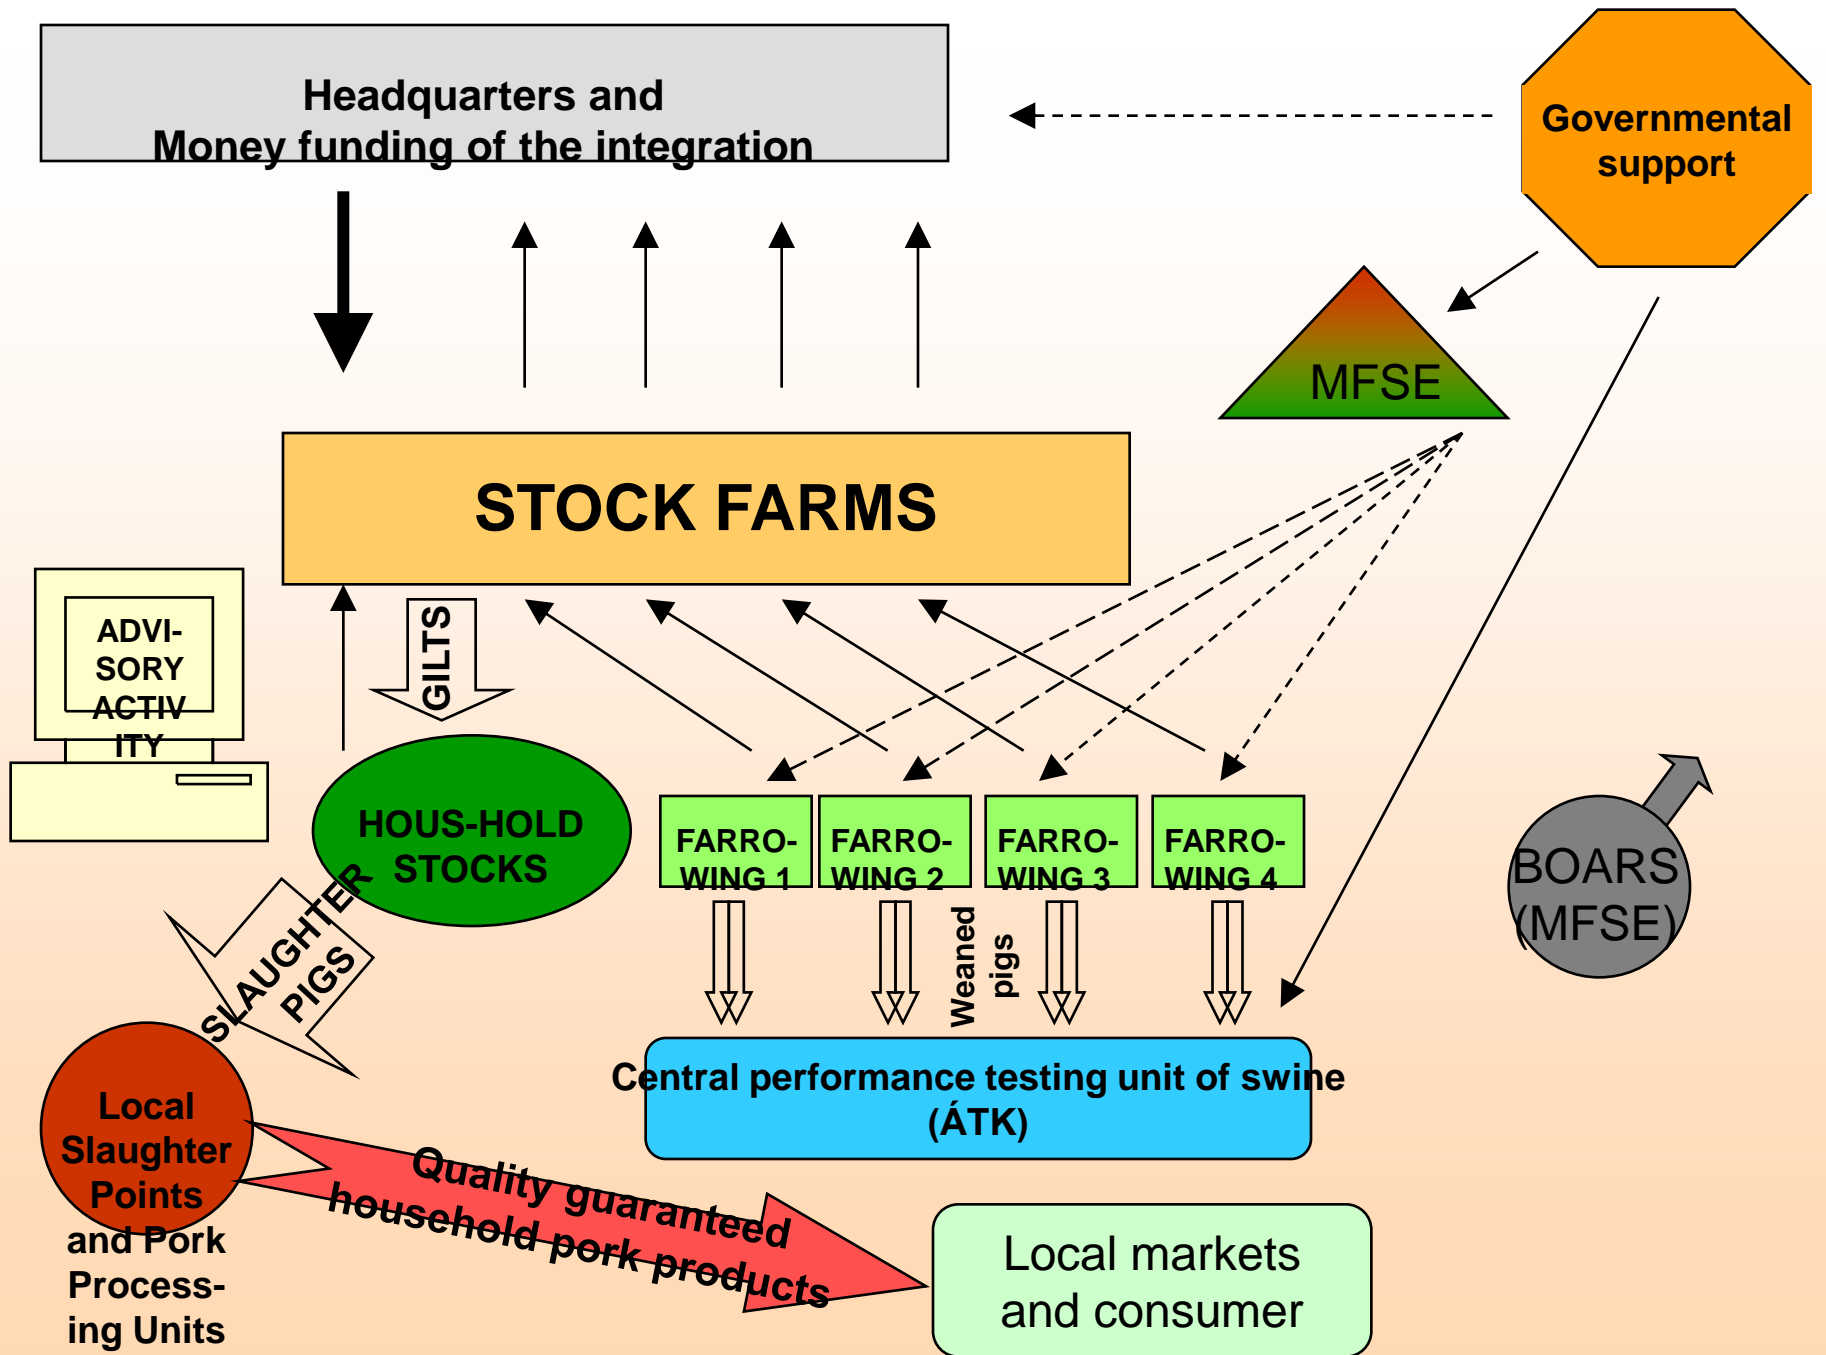 Headquarters and
Money funding of the integration
Governmental
support
MFSE
STOCK FARMS
ADVI-
SORY
ACTIV
ITY
GILTS
HOUS-HOLD
STOCKS
FARRO-
WING 1
FARRO-
WING 2
FARRO-
WING 3
FARRO-
WING 4
BOARS
(MFSE)
SLAUGHTER
PIGS
Weaned
pigs
Central performance testing unit of swine
(ÁTK)
Local
Slaughter
Points
and Pork
Process-
ing Units
Quality guaranteed
household pork products
Local markets
and consumer